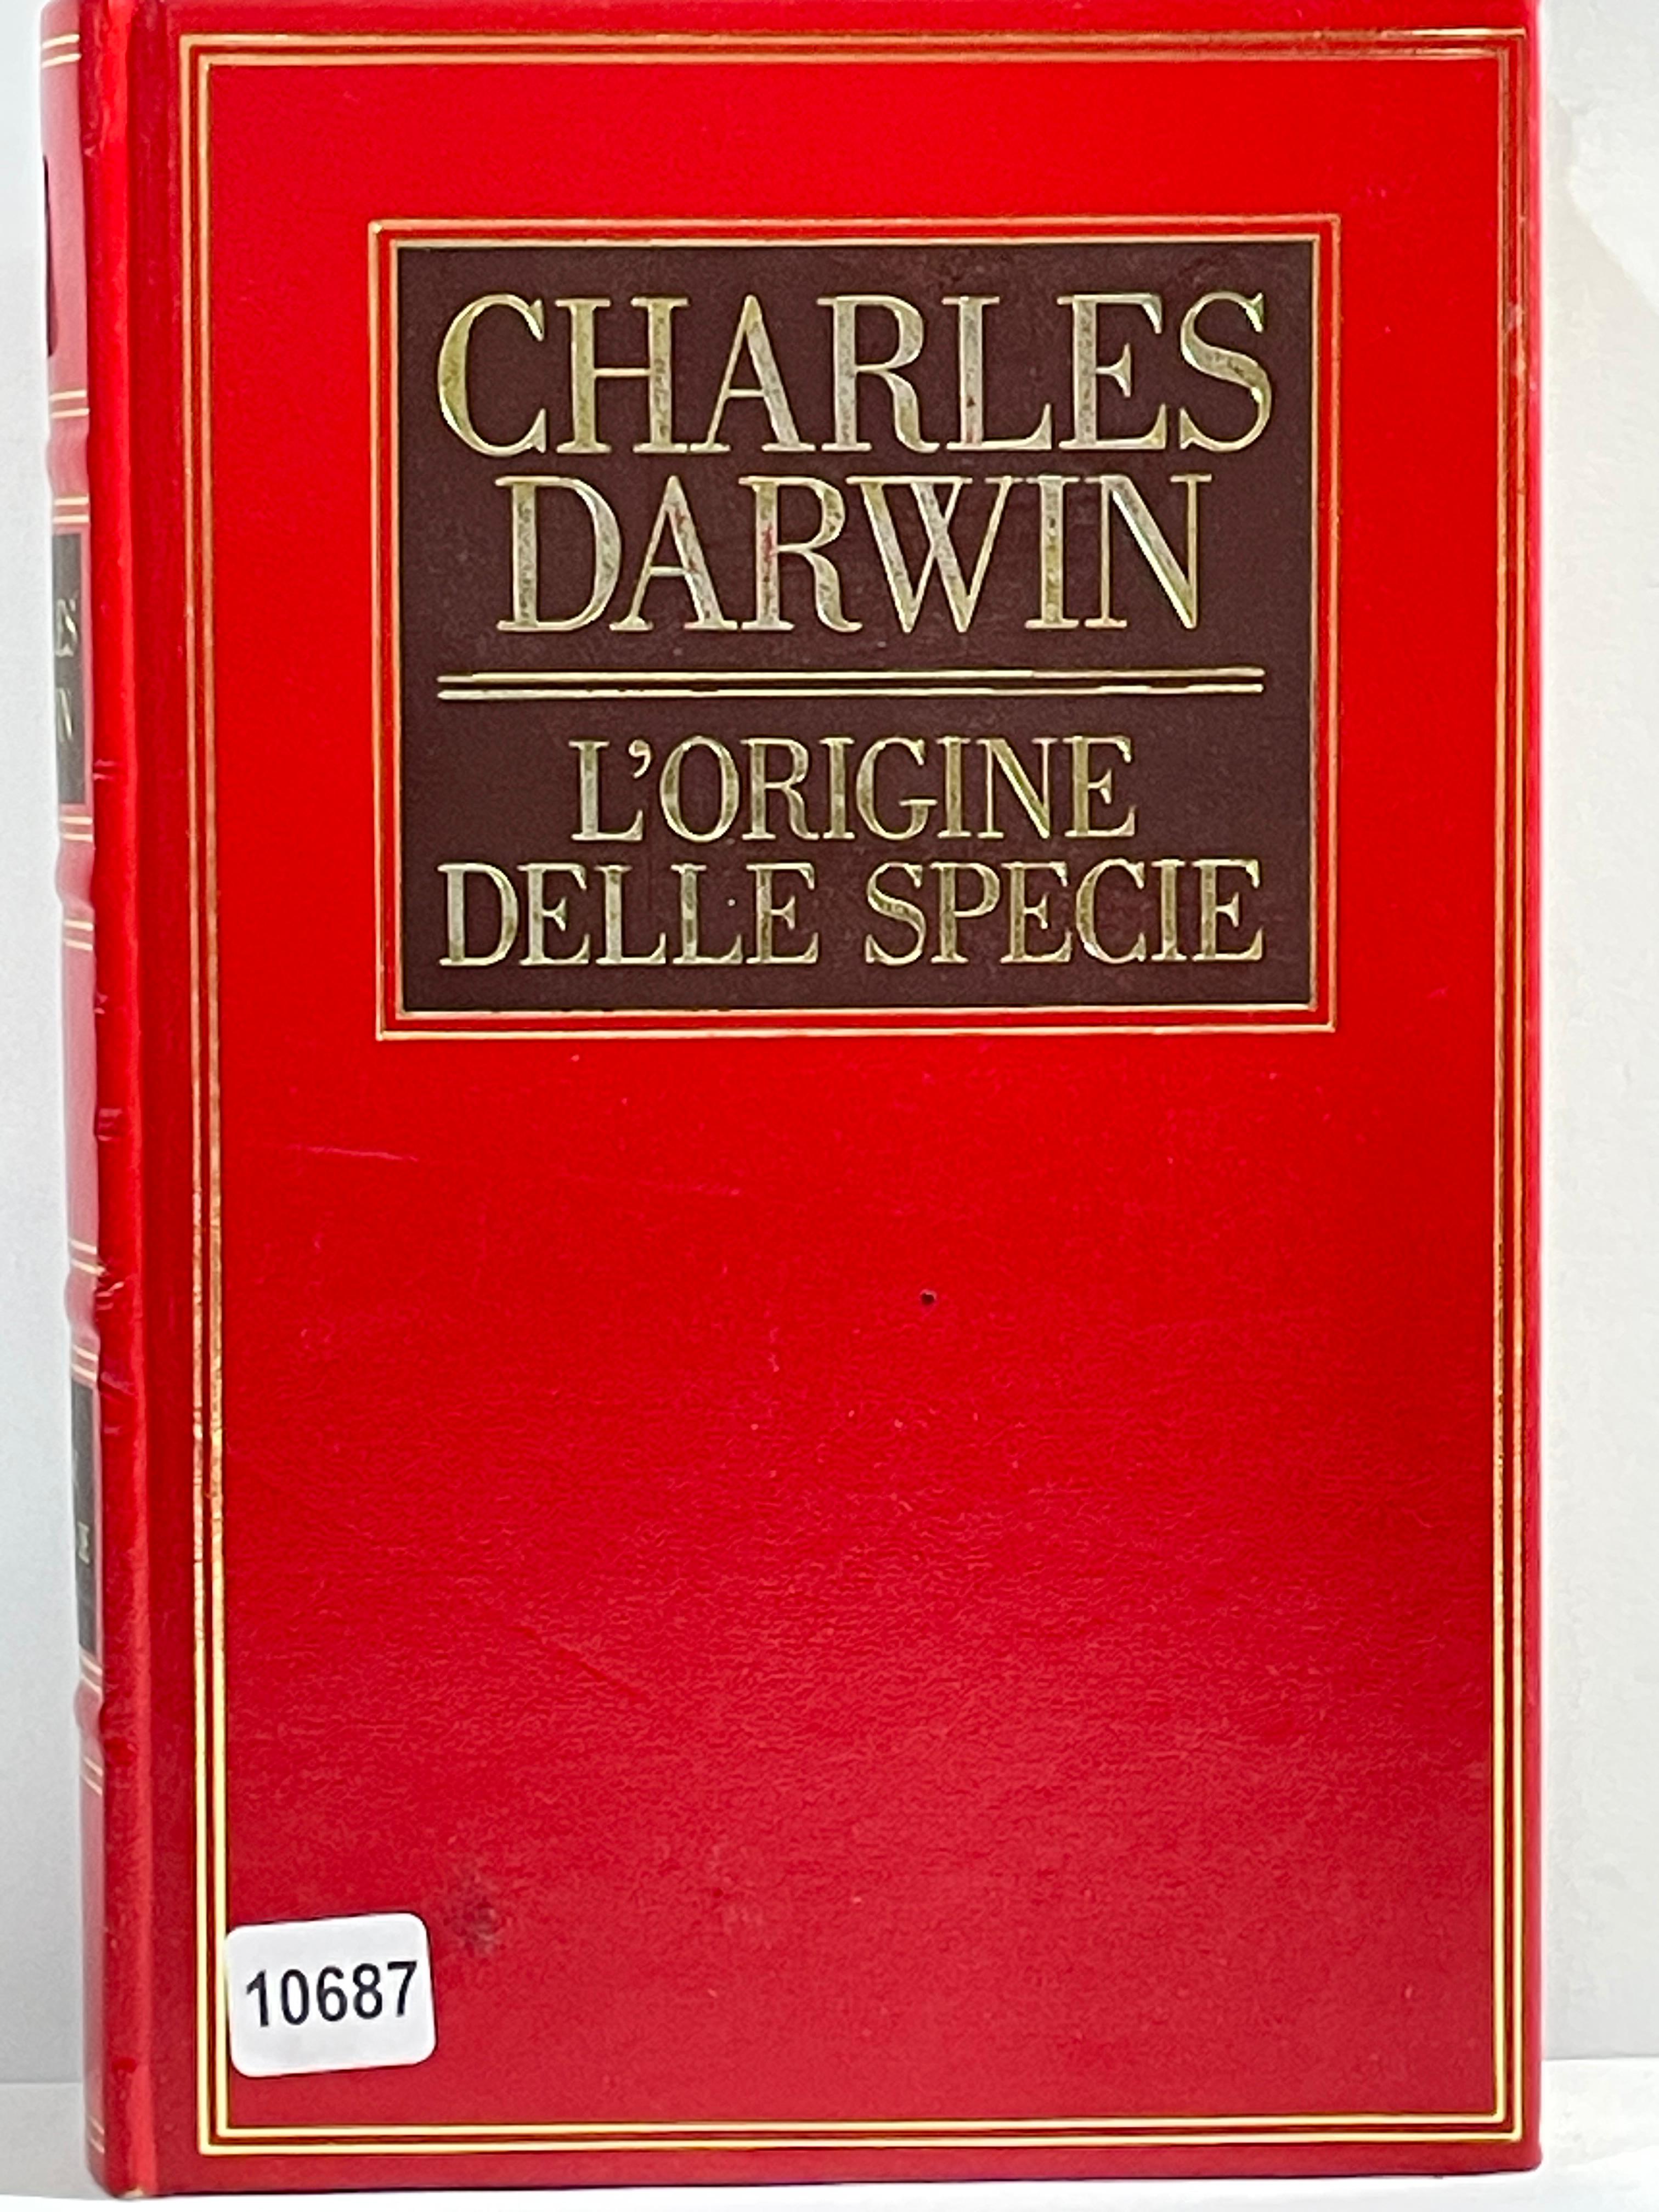 CHARLES
DARWIN
L'ORIGINE
DELLE SPECIE
10687